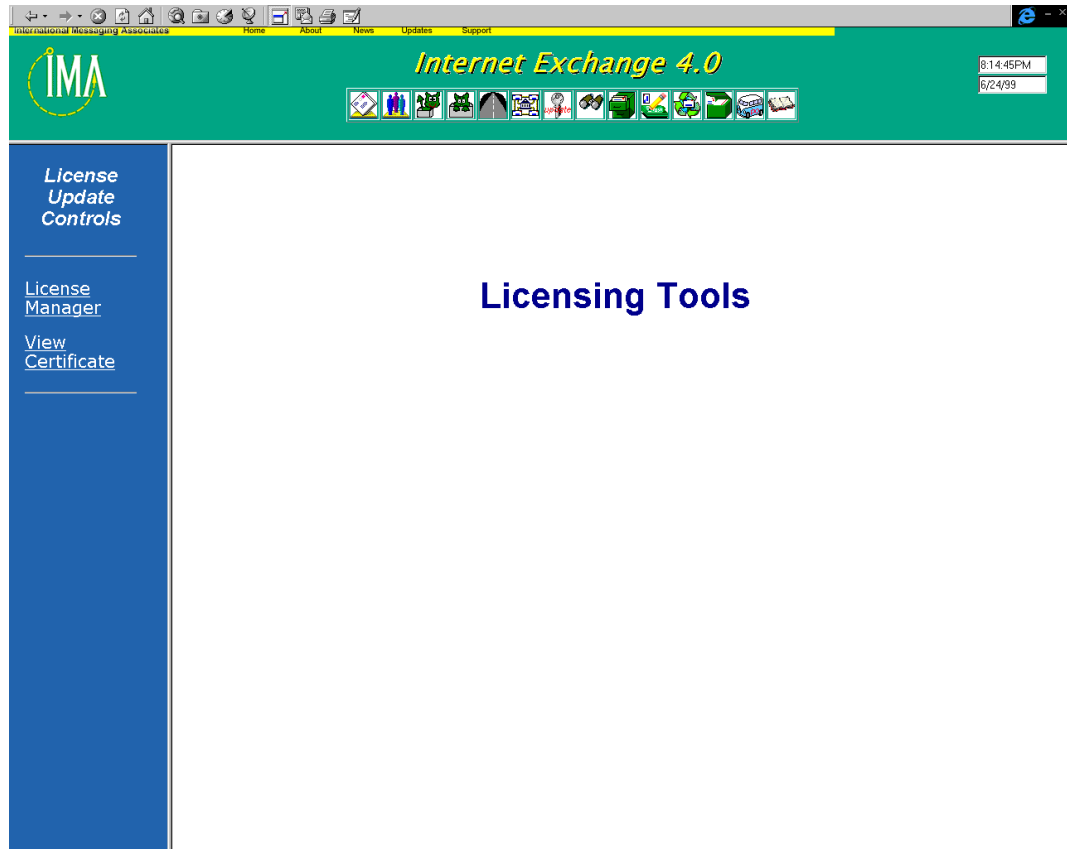 International Messaging Associates Home About News Updates Support
IMA
Internet Exchange 4.0
8:14:45PM
6/24/99
update
License
Update
Controls
License
Manager
View
Certificate
Licensing Tools